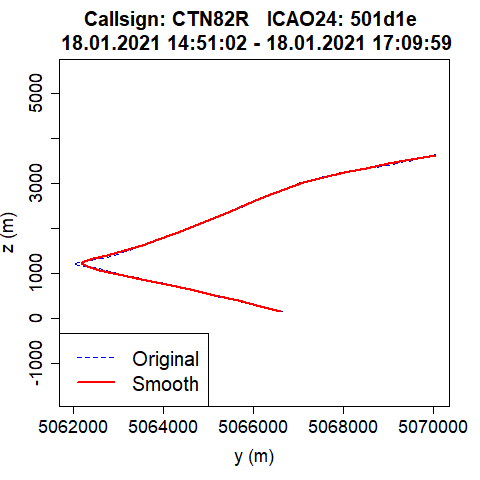 Callsign: CTN82R   ICAO24: 501d1e
18.01.2021 14:51:02 - 18.01.2021 17:09:59
z (m)
5000
3000
1000
0
-1000
Original
Smooth
5062000 5064000 5066000 5068000 5070000
y (m)